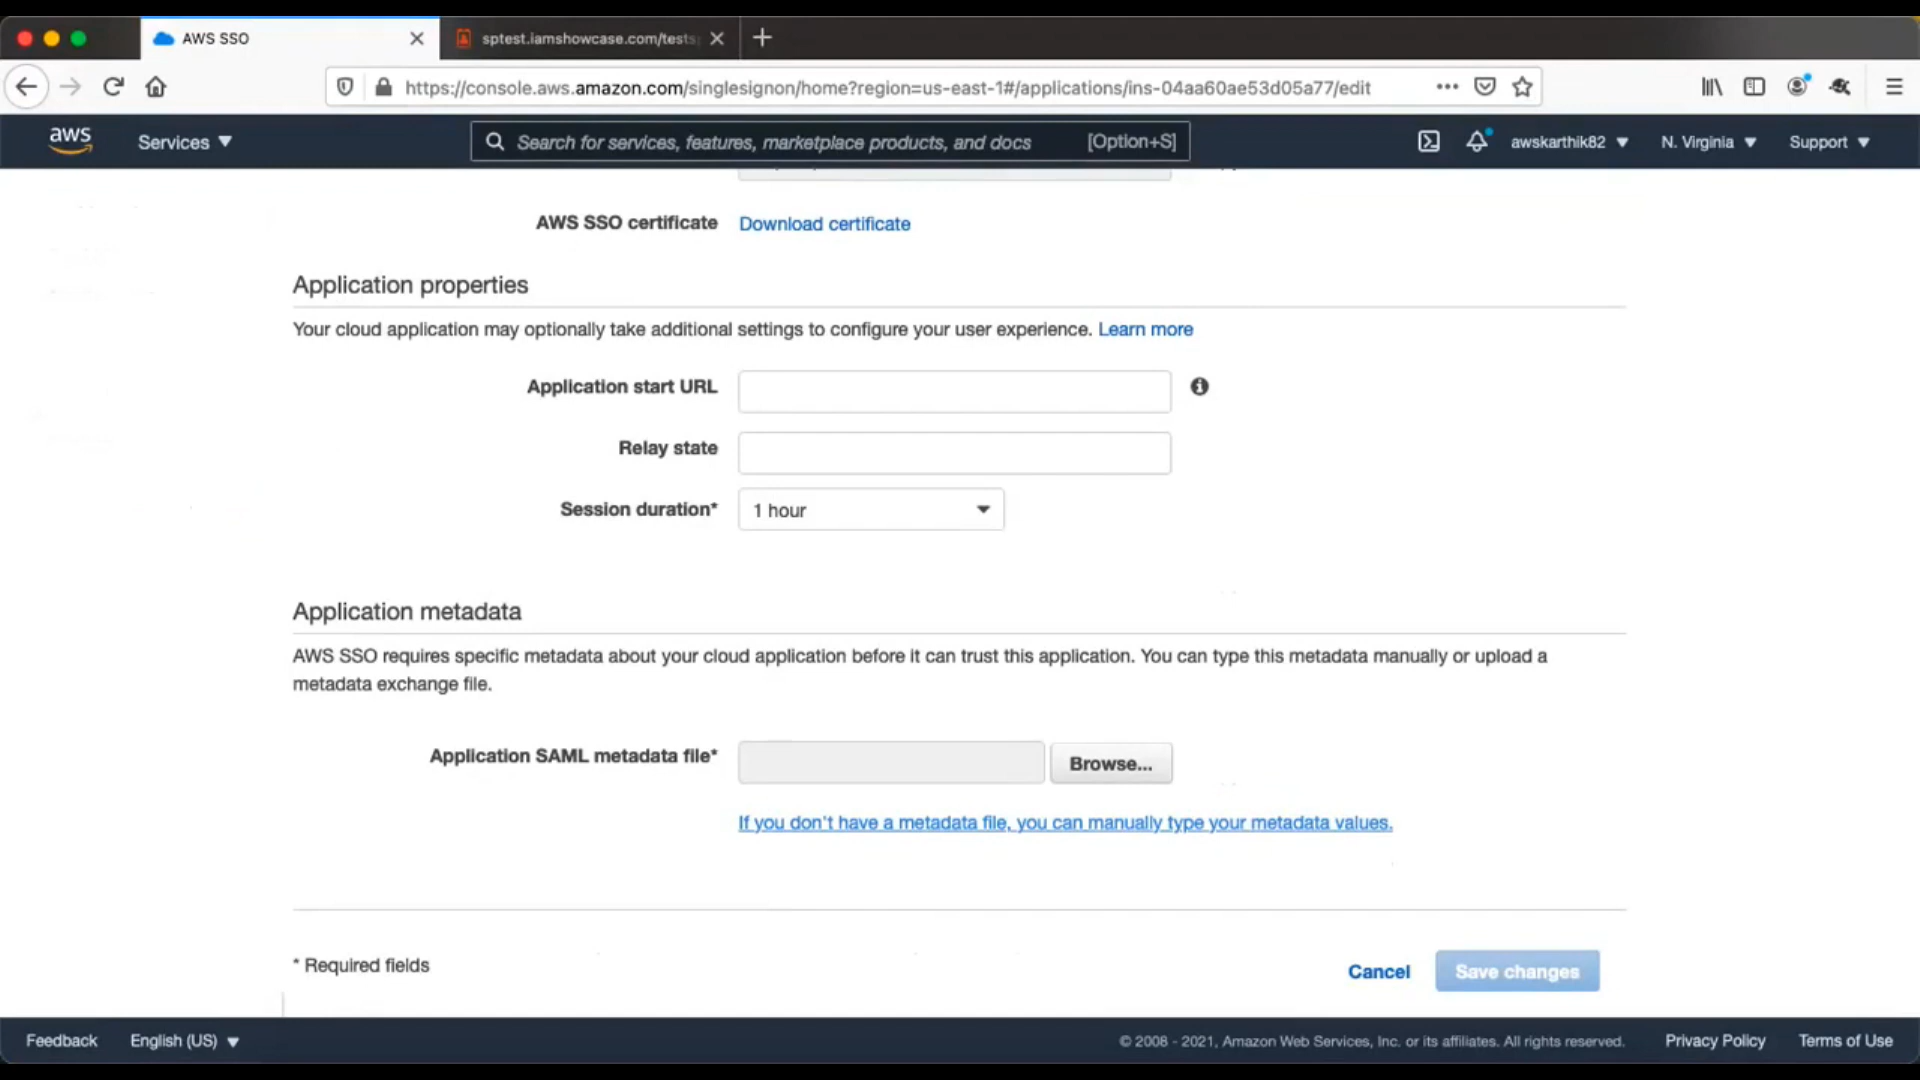 AWS SSO
sptest.iamshowcase.com/tests
https://console.aws.amazon.com/singlesignon/home?region=us-east-1#/applications/ins-04aa60ae53d05a77/edit
aws
Services
Search for services, features, marketplace products, and docs
[Option+S]
awskarthik82
N. Virginia
Support
AWS SSO certificate
Download certificate
Application properties
Your cloud application may optionally take additional settings to configure your user experience. Learn more
Application start URL
Relay state
Session duration*
1 hour
Application metadata
AWS SSO requires specific metadata about your cloud application before it can trust this application. You can type this metadata manually or upload a
metadata exchange file.
Application SAML metadata file*
Browse...
If you don't have a metadata file, you can manually type your metadata values.
* Required fields
Cancel
Save changes
Feedback
English (US)
© 2008 - 2021, Amazon Web Services, Inc. or its affiliates. All rights reserved.
Privacy Policy
Terms of Use